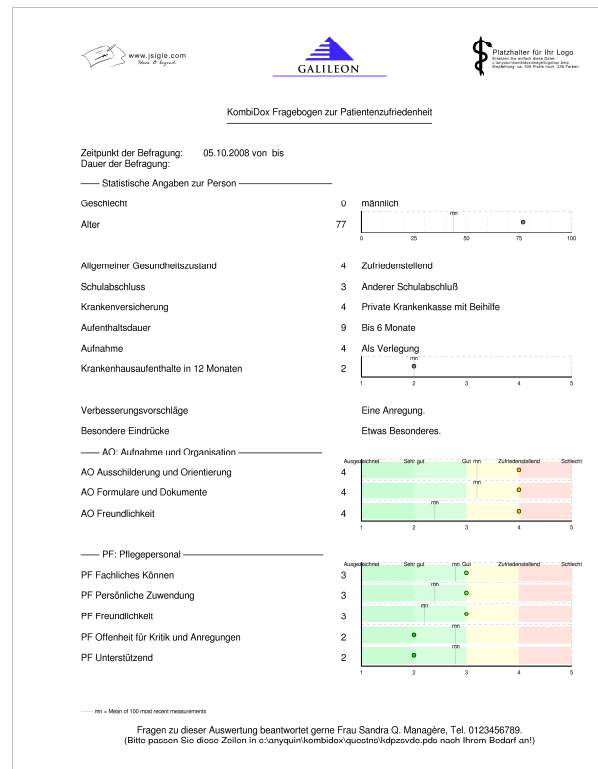 www.jsigle.com
Ideas & beyond
GALILEON
Platzhalter für Ihr Logo
KombiDox Fragebogen zur Patientenzufriedenheit
Zeitpunkt der Befragung: 05.10.2008 von bis
Dauer der Befragung:
Statistische Angaben zur Person
Geschlecht 0 männlich
mn
Alter 77
0 25 50 75 100
Allgemeiner Gesundheitszustand 4 Zufriedenstellend
Schulabschluss 3 Anderer Schulabschluß
Krankenversicherung 4 Private Krankenkasse mit Beihilfe
Aufenthaltsdauer 9 Bis 6 Monate
Aufnahme 4 Als Verlegung
mn
Krankenhausaufenthalte in 12 Monaten 2
1 2 3 4 5
Verbesserungsvorschläge Eine Anregung.
Besondere Eindrücke Etwas Besonderes.
AO: Aufnahme und Organisation
Ausgezeichnet Sehr gut Gut mn Zufriedenstellend Schlecht
AO Ausschilderung und Orientierung 4
mn
AO Formulare und Dokumente 4
mn
AO Freundlichkeit 4
1 2 3 4 5
PF: Pflegepersonal
Ausgezeichnet Sehr gut mn Gut Zufriedenstellend Schlecht
PF Fachliches Können 3
mn
PF Persönliche Zuwendung 3
mn
PF Freundlichkeit 3
mn
PF Offenheit für Kritik und Anregungen 2
mn
PF Unterstützend 2
1 2 3 4 5
mn = Mean of 100 most recent measurements
Fragen zu dieser Auswertung beantwortet gerne Frau Sandra Q. Managère, Tel. 0123456789.
(Bitte passen Sie diese Zeilen in c:\anyquin\kombidox\questns\kdpzsvdo.pds nach Ihrem Bedarf an!)